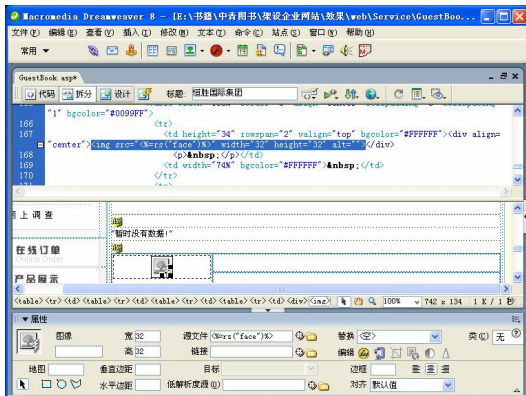 Macromedia Dreamweaver 8 - [E:\书籍\中青图书\架设企业网站\效果\web\Service\GuestBoo...
文件(F) 编辑(E) 查看(V) 插入(I) 修改(M) 文本(T) 命令(C) 站点(S) 窗口(W) 帮助(H)
常用
GuestBook.asp*
代码 拆分 设计 标题: 恒胜国际集团
"1" bgcolor="#0099FF">
166 <tr>
167 <td height="34" rowspan="2" valign="top" bgcolor="#FFFFFF"><div align=
"center"><img src="<%=rs("face")%>" width="32" height="32" alt=""></div>
168 <p>&nbsp;</p></td>
169 <td width="74%" bgcolor="#FFFFFF">&nbsp;</td>
170 </tr>
上调查
"暂时没有数据!"
在线订单
Online Order
产品展示
<table> <tr> <td> <table> <tr> <td> <table> <tr> <td> <table> <tr> <td> <div> <img> 100% 742 x 134 1 K / 1 秒
属性
图像 宽 32 源文件 <%=rs("face")%> 替换 <空> 类(C) 无
高 32 链接 编辑
地图 垂直边距 目标 边框
水平边距 低解析度源(O) 对齐 默认值